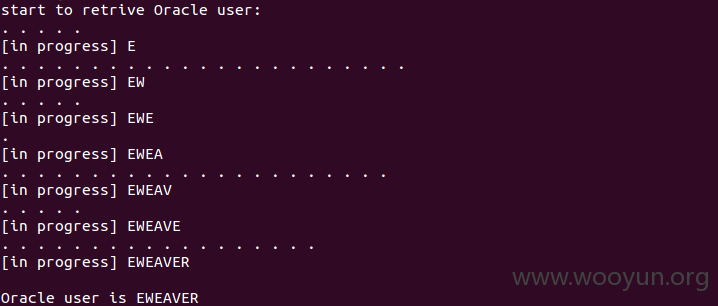 start to retrive Oracle user:
. . . . .
[in progress] E
. . . . . . . . . . . . . . . . . . . . . . .
[in progress] EW
. . . . .
[in progress] EWE
.
[in progress] EWEA
. . . . . . . . . . . . . . . . . . . . . .
[in progress] EWEAV
. . . . .
[in progress] EWEAVE
. . . . . . . . . . . . . . . . . .
[in progress] EWEAVER
Oracle user is EWEAVER
www.wooyun.org